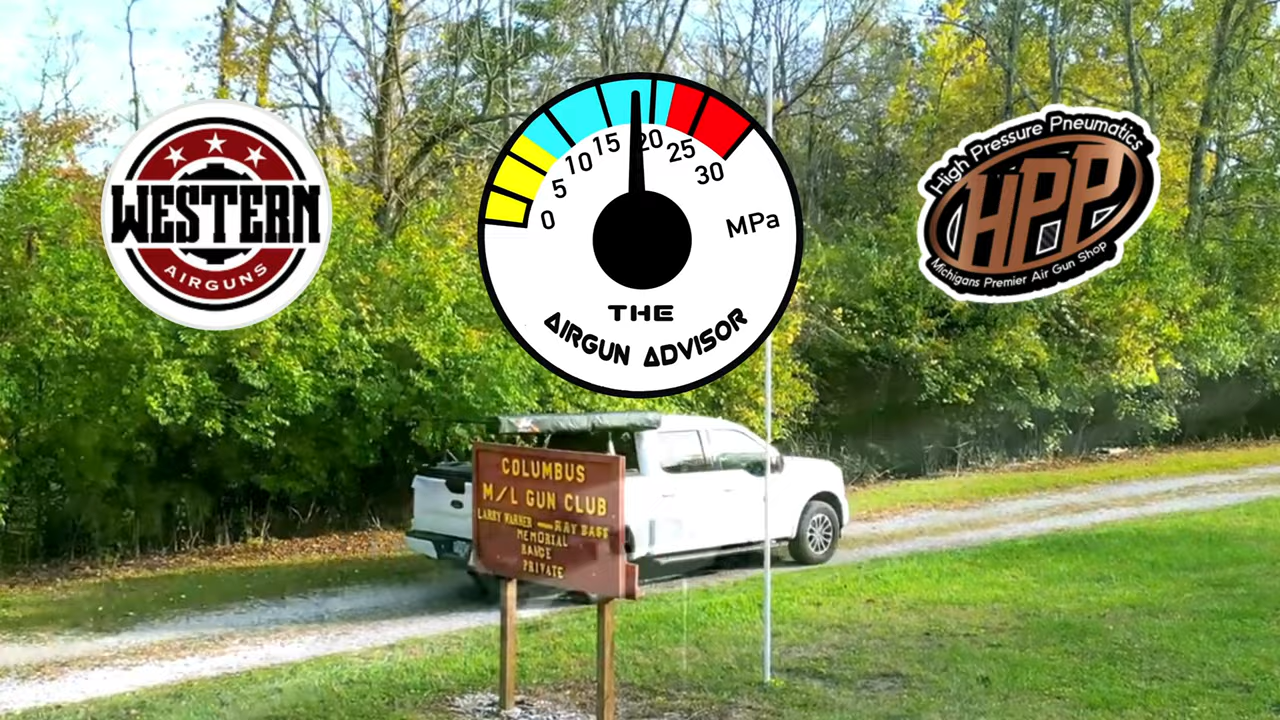 WESTERN
AIRGUNS
0 5 10 15 20 25 30
MPa
THE
AIRGUN ADVISOR
High Pressure Pneumatics
HPP
Michigans Premier Air Gun Shop
COLUMBUS
M/L GUN CLUB
LARRY WARNER — RAY BASS
MEMORIAL
RANGE
PRIVATE